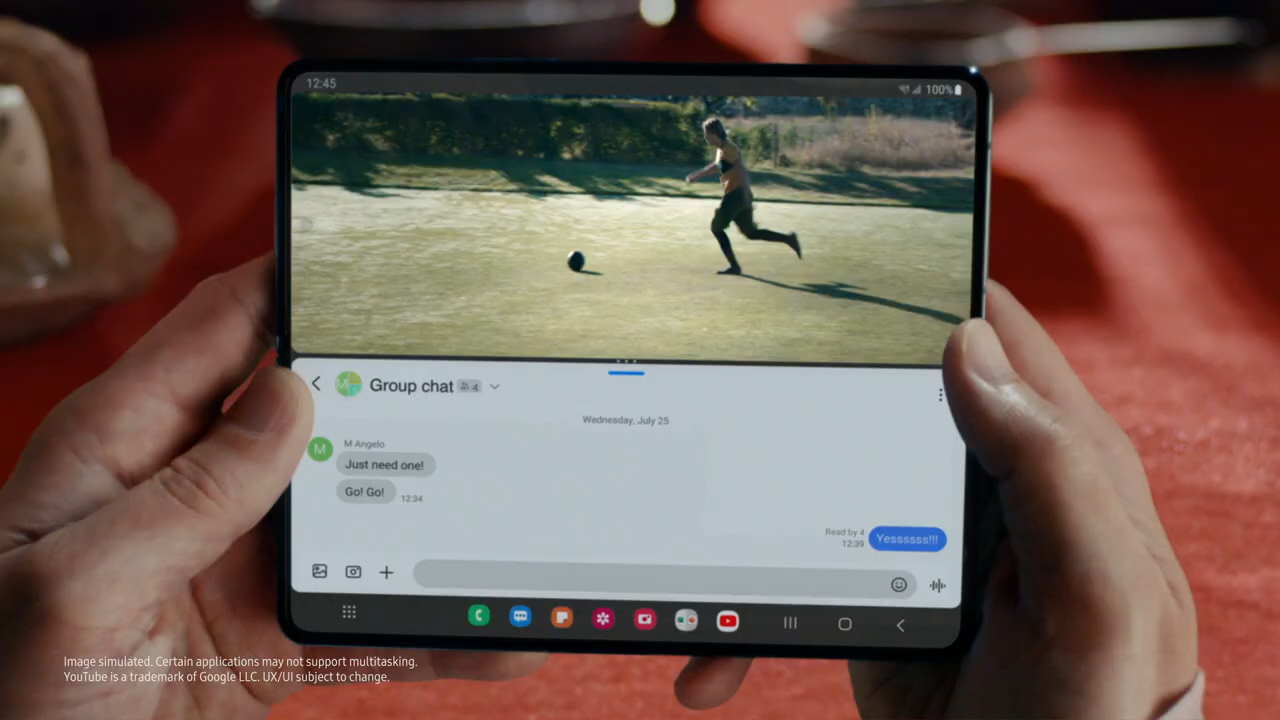 12:45
100%
Group chat 4
Wednesday, July 25
M
M Angelo
Just need one!
Go! Go!
12:34
Read by 4
12:39
Yessssss!!!
Image simulated. Certain applications may not support multitasking.
YouTube is a trademark of Google LLC. UX/UI subject to change.